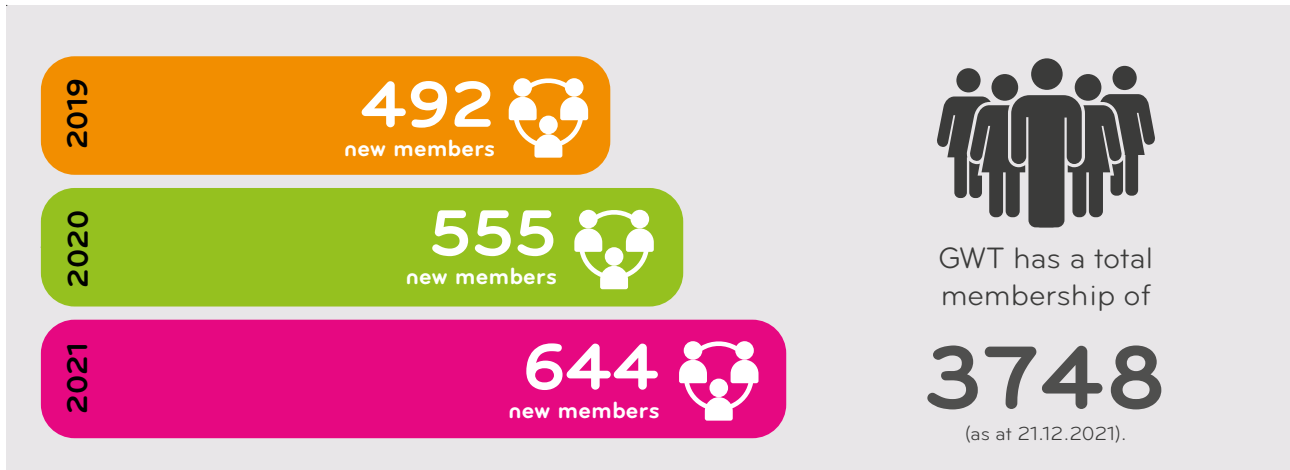 2019
492
new members
2020
555
new members
2021
644
new members
GWT has a total
membership of
3748
(as at 21.12.2021).